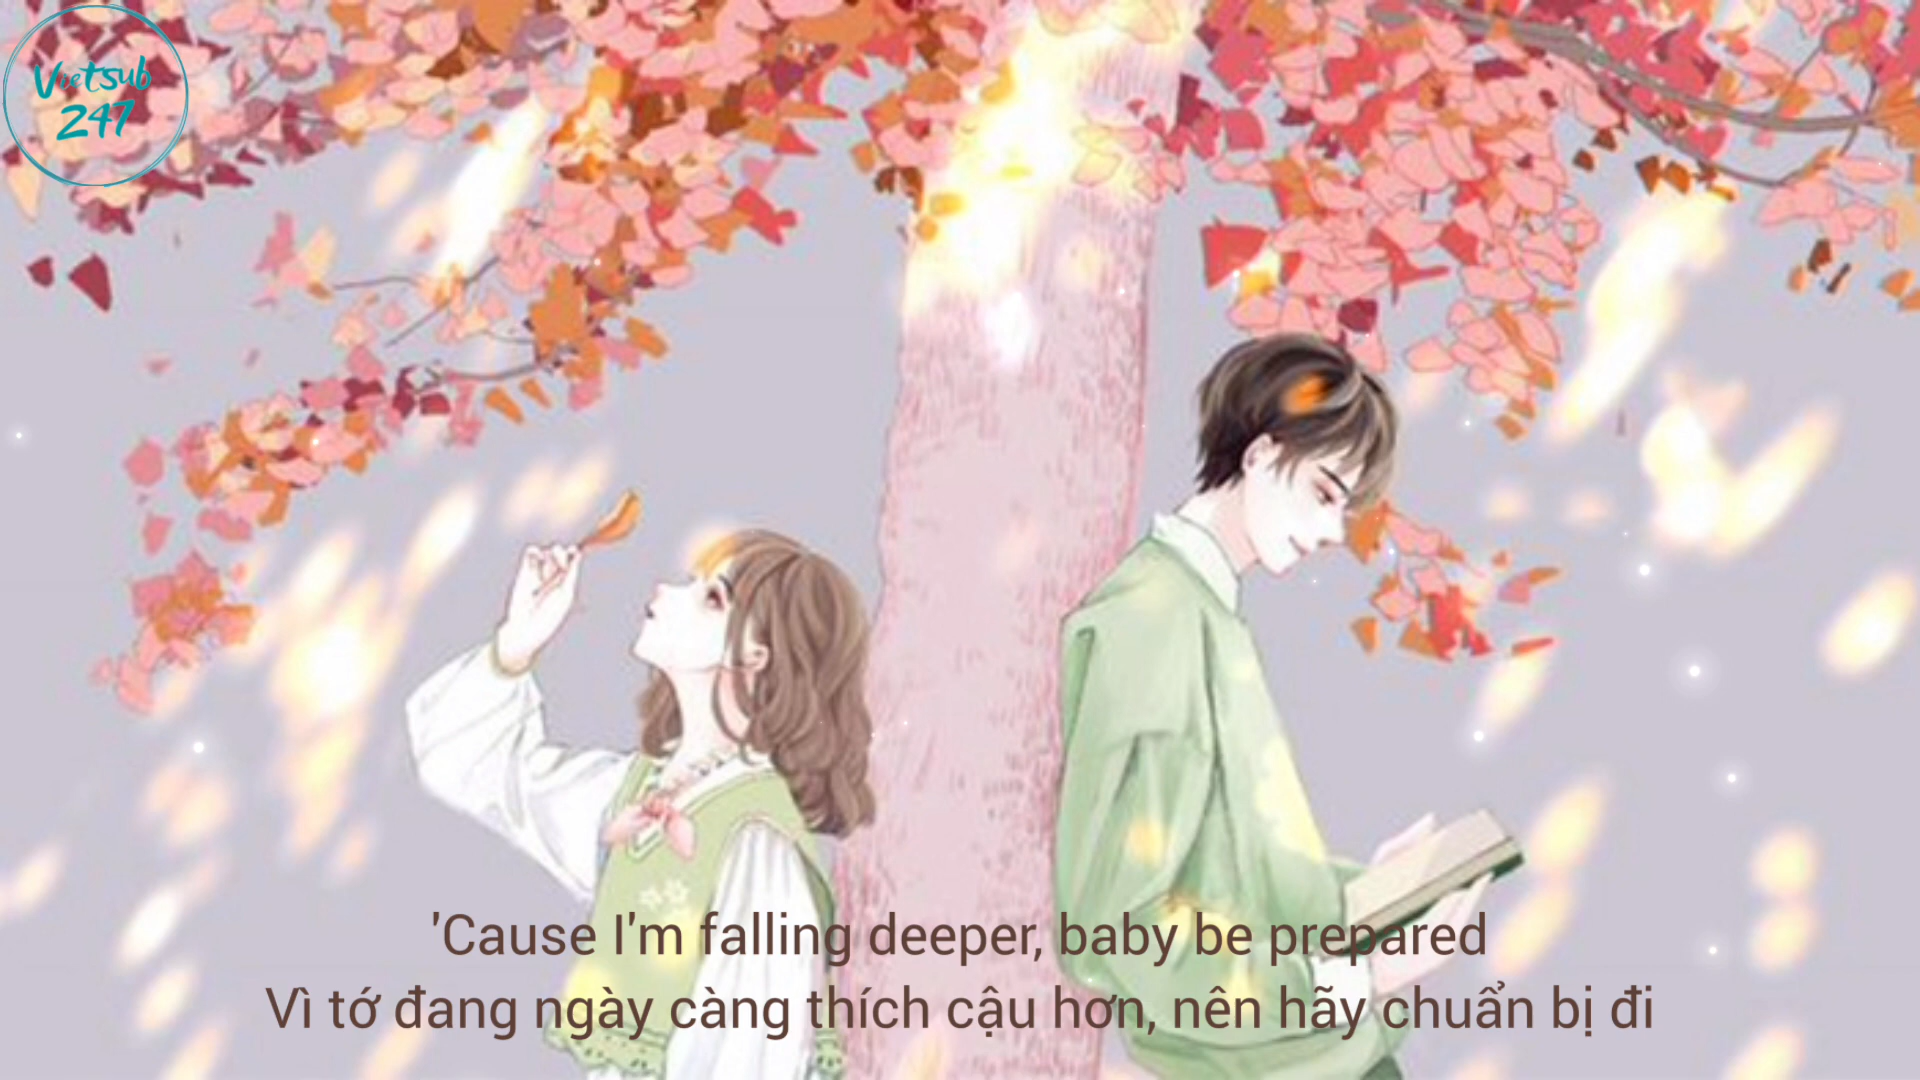 Vietsub
247
'Cause I'm falling deeper, baby be prepared
Vì tớ đang ngày càng thích cậu hơn, nên hãy chuẩn bị đi